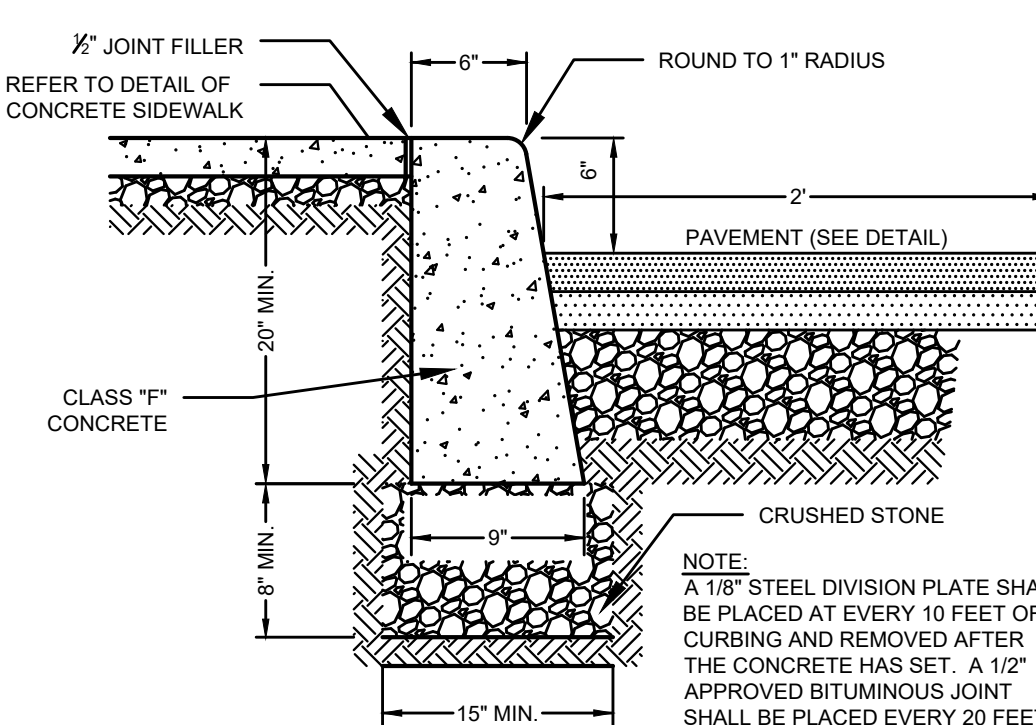 ½" JOINT FILLER
REFER TO DETAIL OF
CONCRETE SIDEWALK
6"
ROUND TO 1" RADIUS
6"
2'
PAVEMENT (SEE DETAIL)
20" MIN.
CLASS "F"
CONCRETE
9"
8" MIN.
CRUSHED STONE
15" MIN.
NOTE:
A 1/8" STEEL DIVISION PLATE
BE PLACED AT EVERY 10 FEET OF
CURBING AND REMOVED AFTER
THE CONCRETE HAS SET. A 1/2"
APPROVED BITUMINOUS JOINT
SHALL BE PLACED EVERY 20 FEET